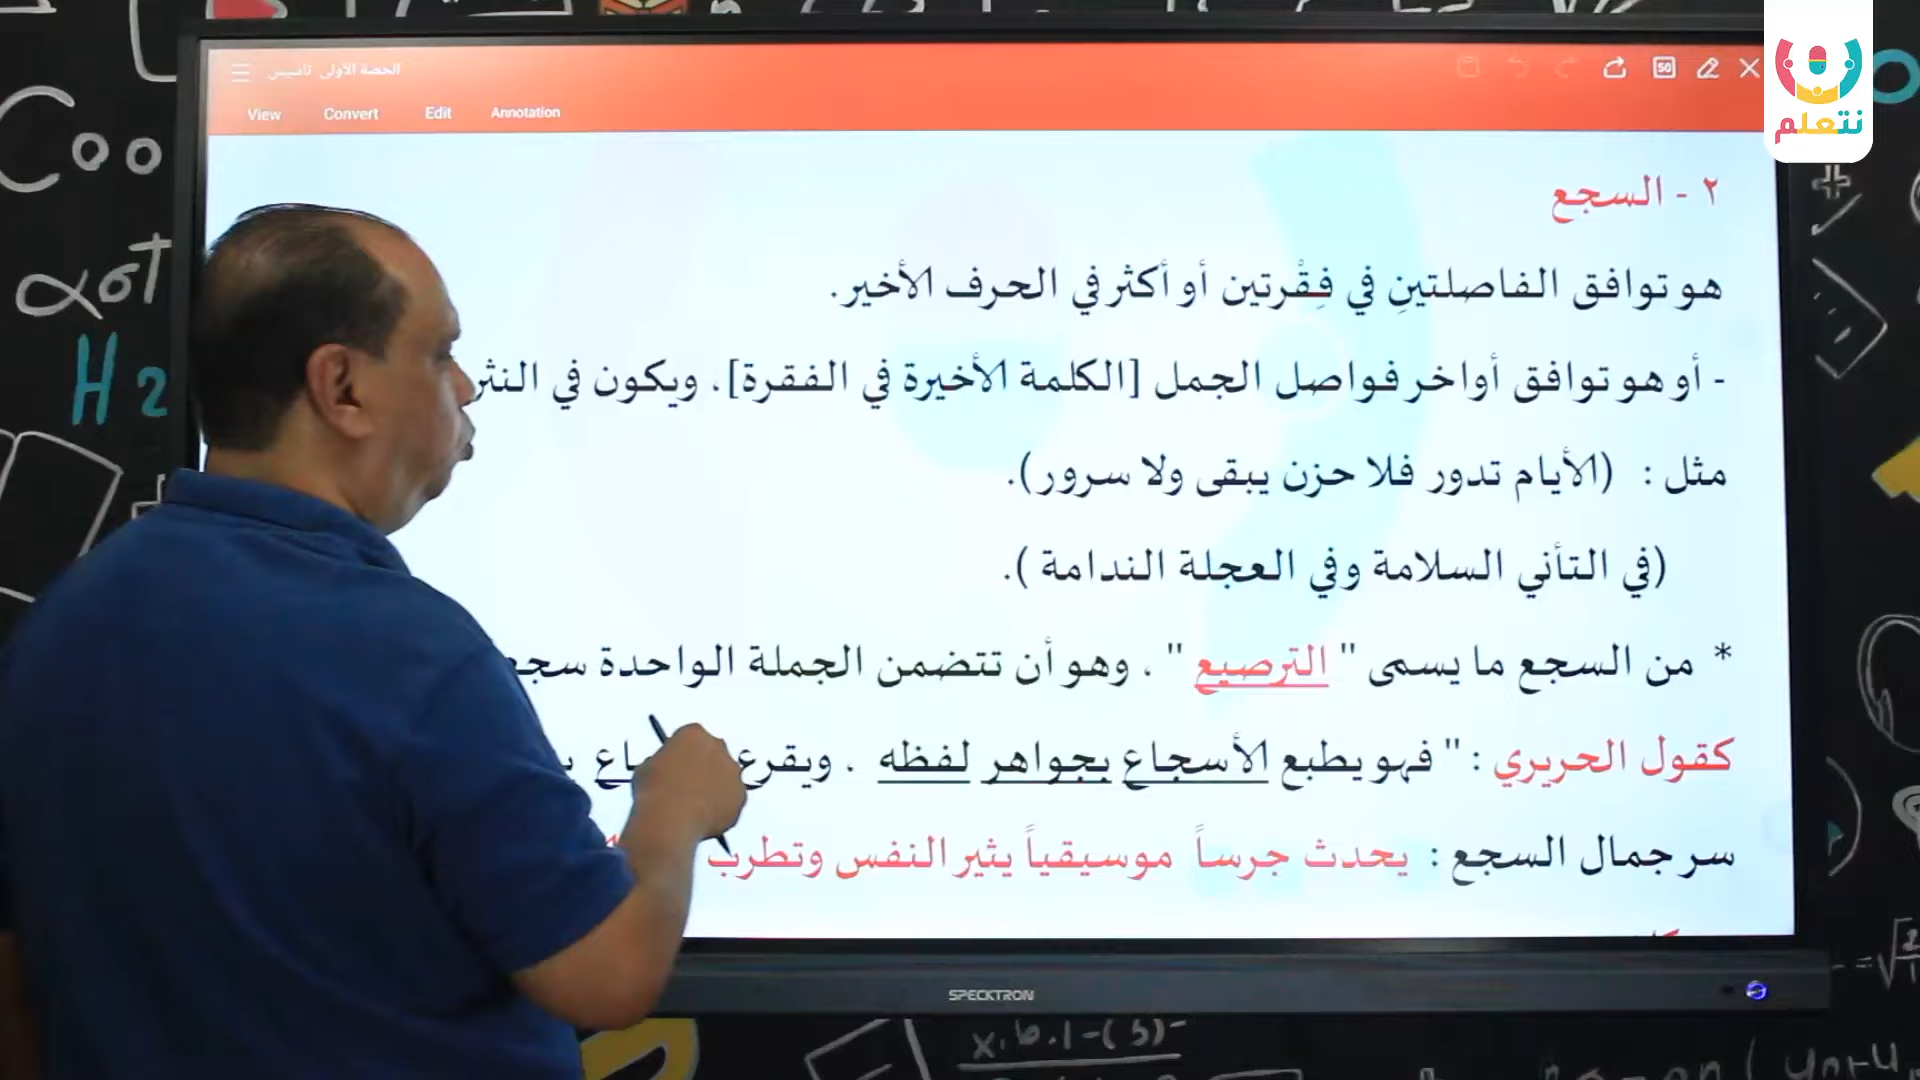 الحصة الأولى تأسيس
View Convert Edit Annotation
50
نتعلم
٢ - السجع
هو توافق الفاصلتينِ في فِقْرتين أو أكثر في الحرف الأخير.
- أو هو توافق أواخر فواصل الجمل [الكلمة الأخيرة في الفقرة]. ويكون في النثر
مثل : (الأيام تدور فلا حزن يبقى ولا سرور).
(في التأني السلامة وفي العجلة الندامة ).
* من السجع ما يسمى " الترصيع " . وهو أن تتضمن الجملة الواحدة
كقول الحريري : " فهو يطبع الأسجاع بجواهر لفظه . ويقرع
سر جمال السجع : يحدث جرساً موسيقياً يثير النفس وتطرب
SPECKTRON
Coo
H2